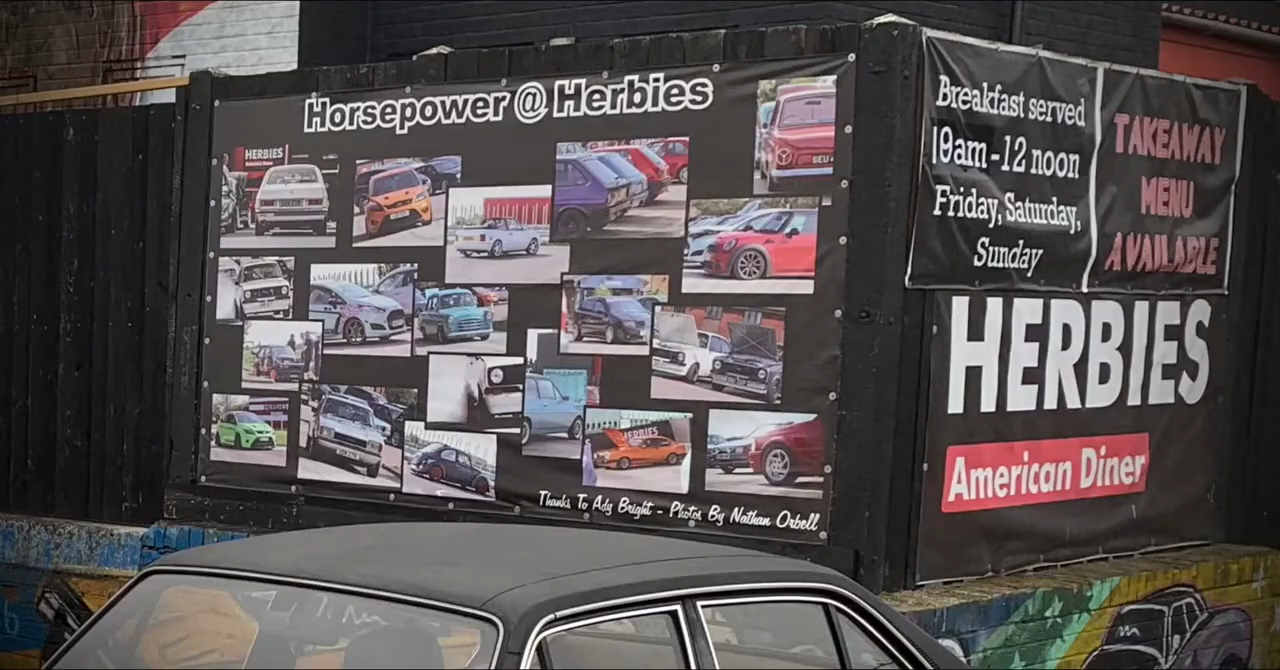 Horsepower @ Herbies
HERBIES
HERBIES
Thanks To Ady Bright - Photos By Nathan Orbell
Breakfast served
10am-12 noon
Friday, Saturday,
Sunday
TAKEAWAY
MENU
AVAILABLE
HERBIES
American Diner